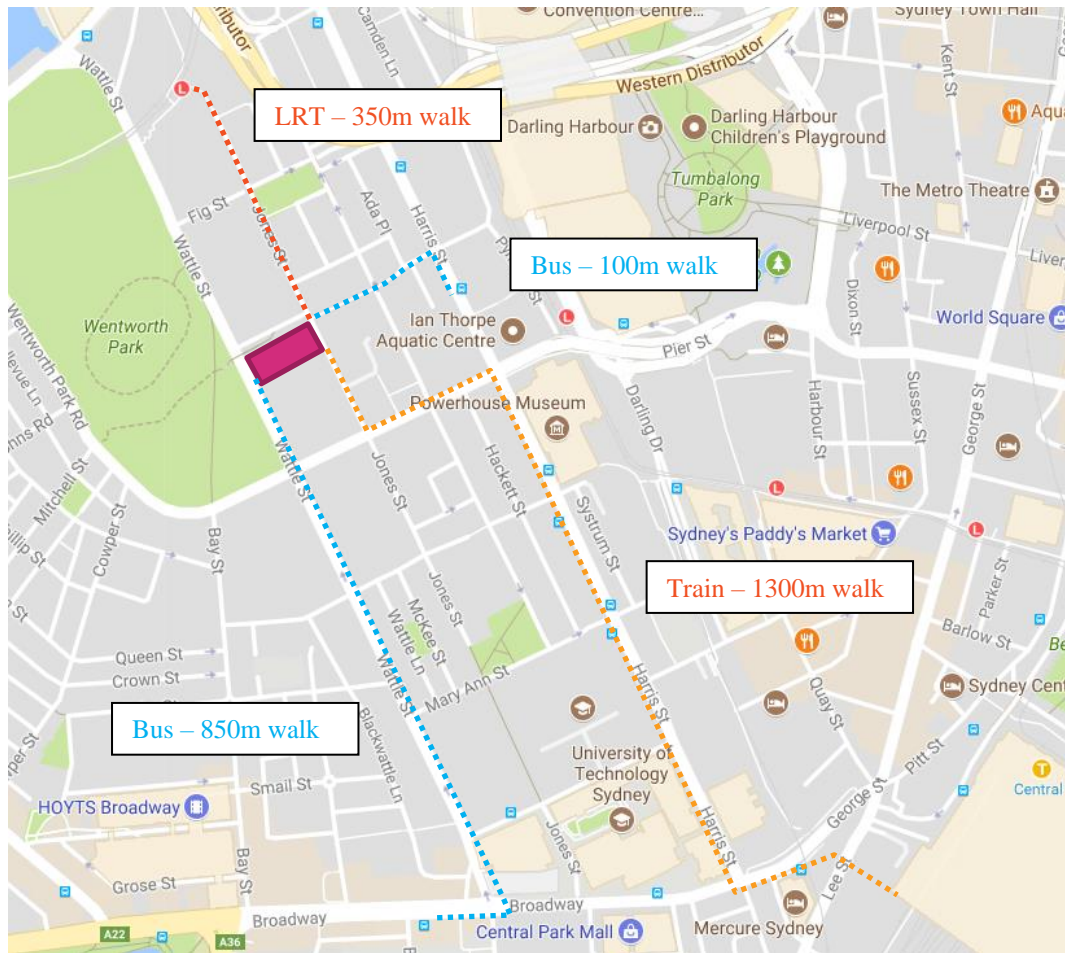 Convention Centre...
Sydney Town Hall
Camden Ln
Distributor
Wattle St
Western Distributor
Kent St
LRT – 350m walk
Darling Harbour
Darling Harbour
Children's Playground
Aqua
Tumbalong
Park
The Metro Theatre
Fig St
Jones St
Ada Pl
Harris St
Liverpool St
Liver
Wattle St
Bus – 100m walk
Dixon St
World Square
Wentworth
Park
Ian Thorpe
Aquatic Centre
Pier St
Wentworth Park Rd
Sussex St
George St
Harbour St
Darling Dr
Powerhouse Museum
Mitchell St
Wattle St
Jones St
Hackett St
Cowper St
Bay St
Systrum St
Sydney's Paddy's Market
Train – 1300m walk
Parker St
Jones St
McKee St
Wattle Ln
Barlow St
Queen St
Crown St
Mary Ann St
Wattle St
Harris St
Sydney Cent
Quay St
Pitt St
Bus – 850m walk
Blackwattle Ln
University of
Technology
Sydney
T
Central
Small St
HOYTS Broadway
George St
Jones St
Harris St
Bay St
Lee St
Grose St
Broadway
Broadway
Mercure Sydney
Central Park Mall
A22
A36